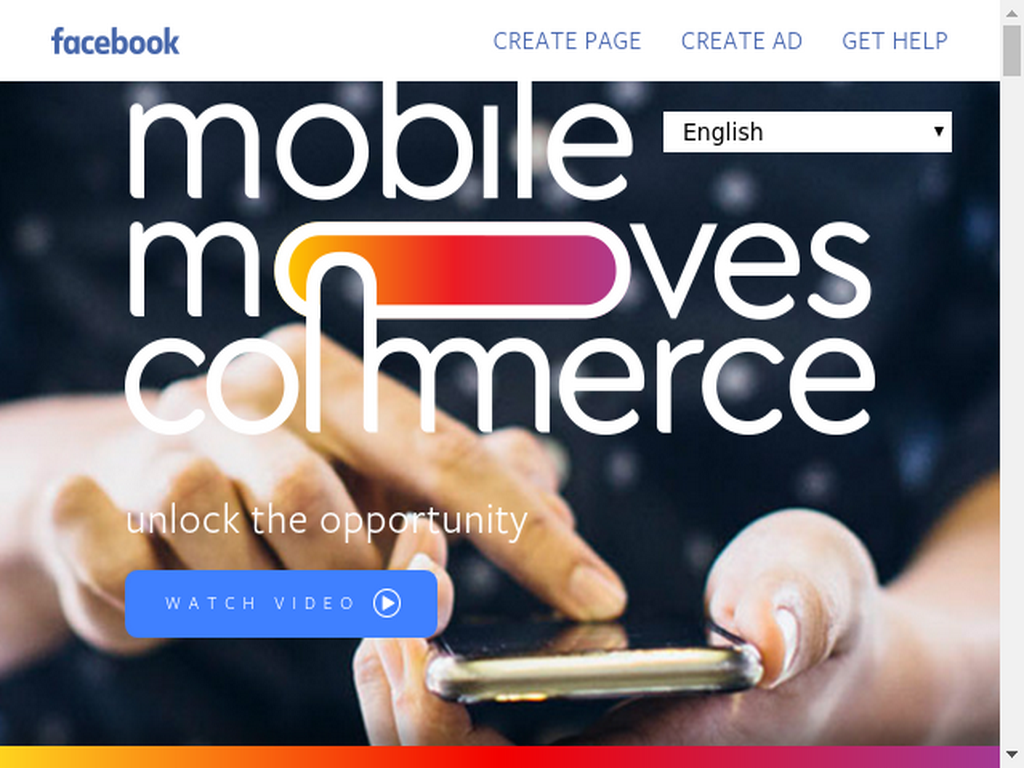 facebook
CREATE PAGE
CREATE AD
GET HELP
English
mobile
moves
commerce
unlock the opportunity
WATCH VIDEO